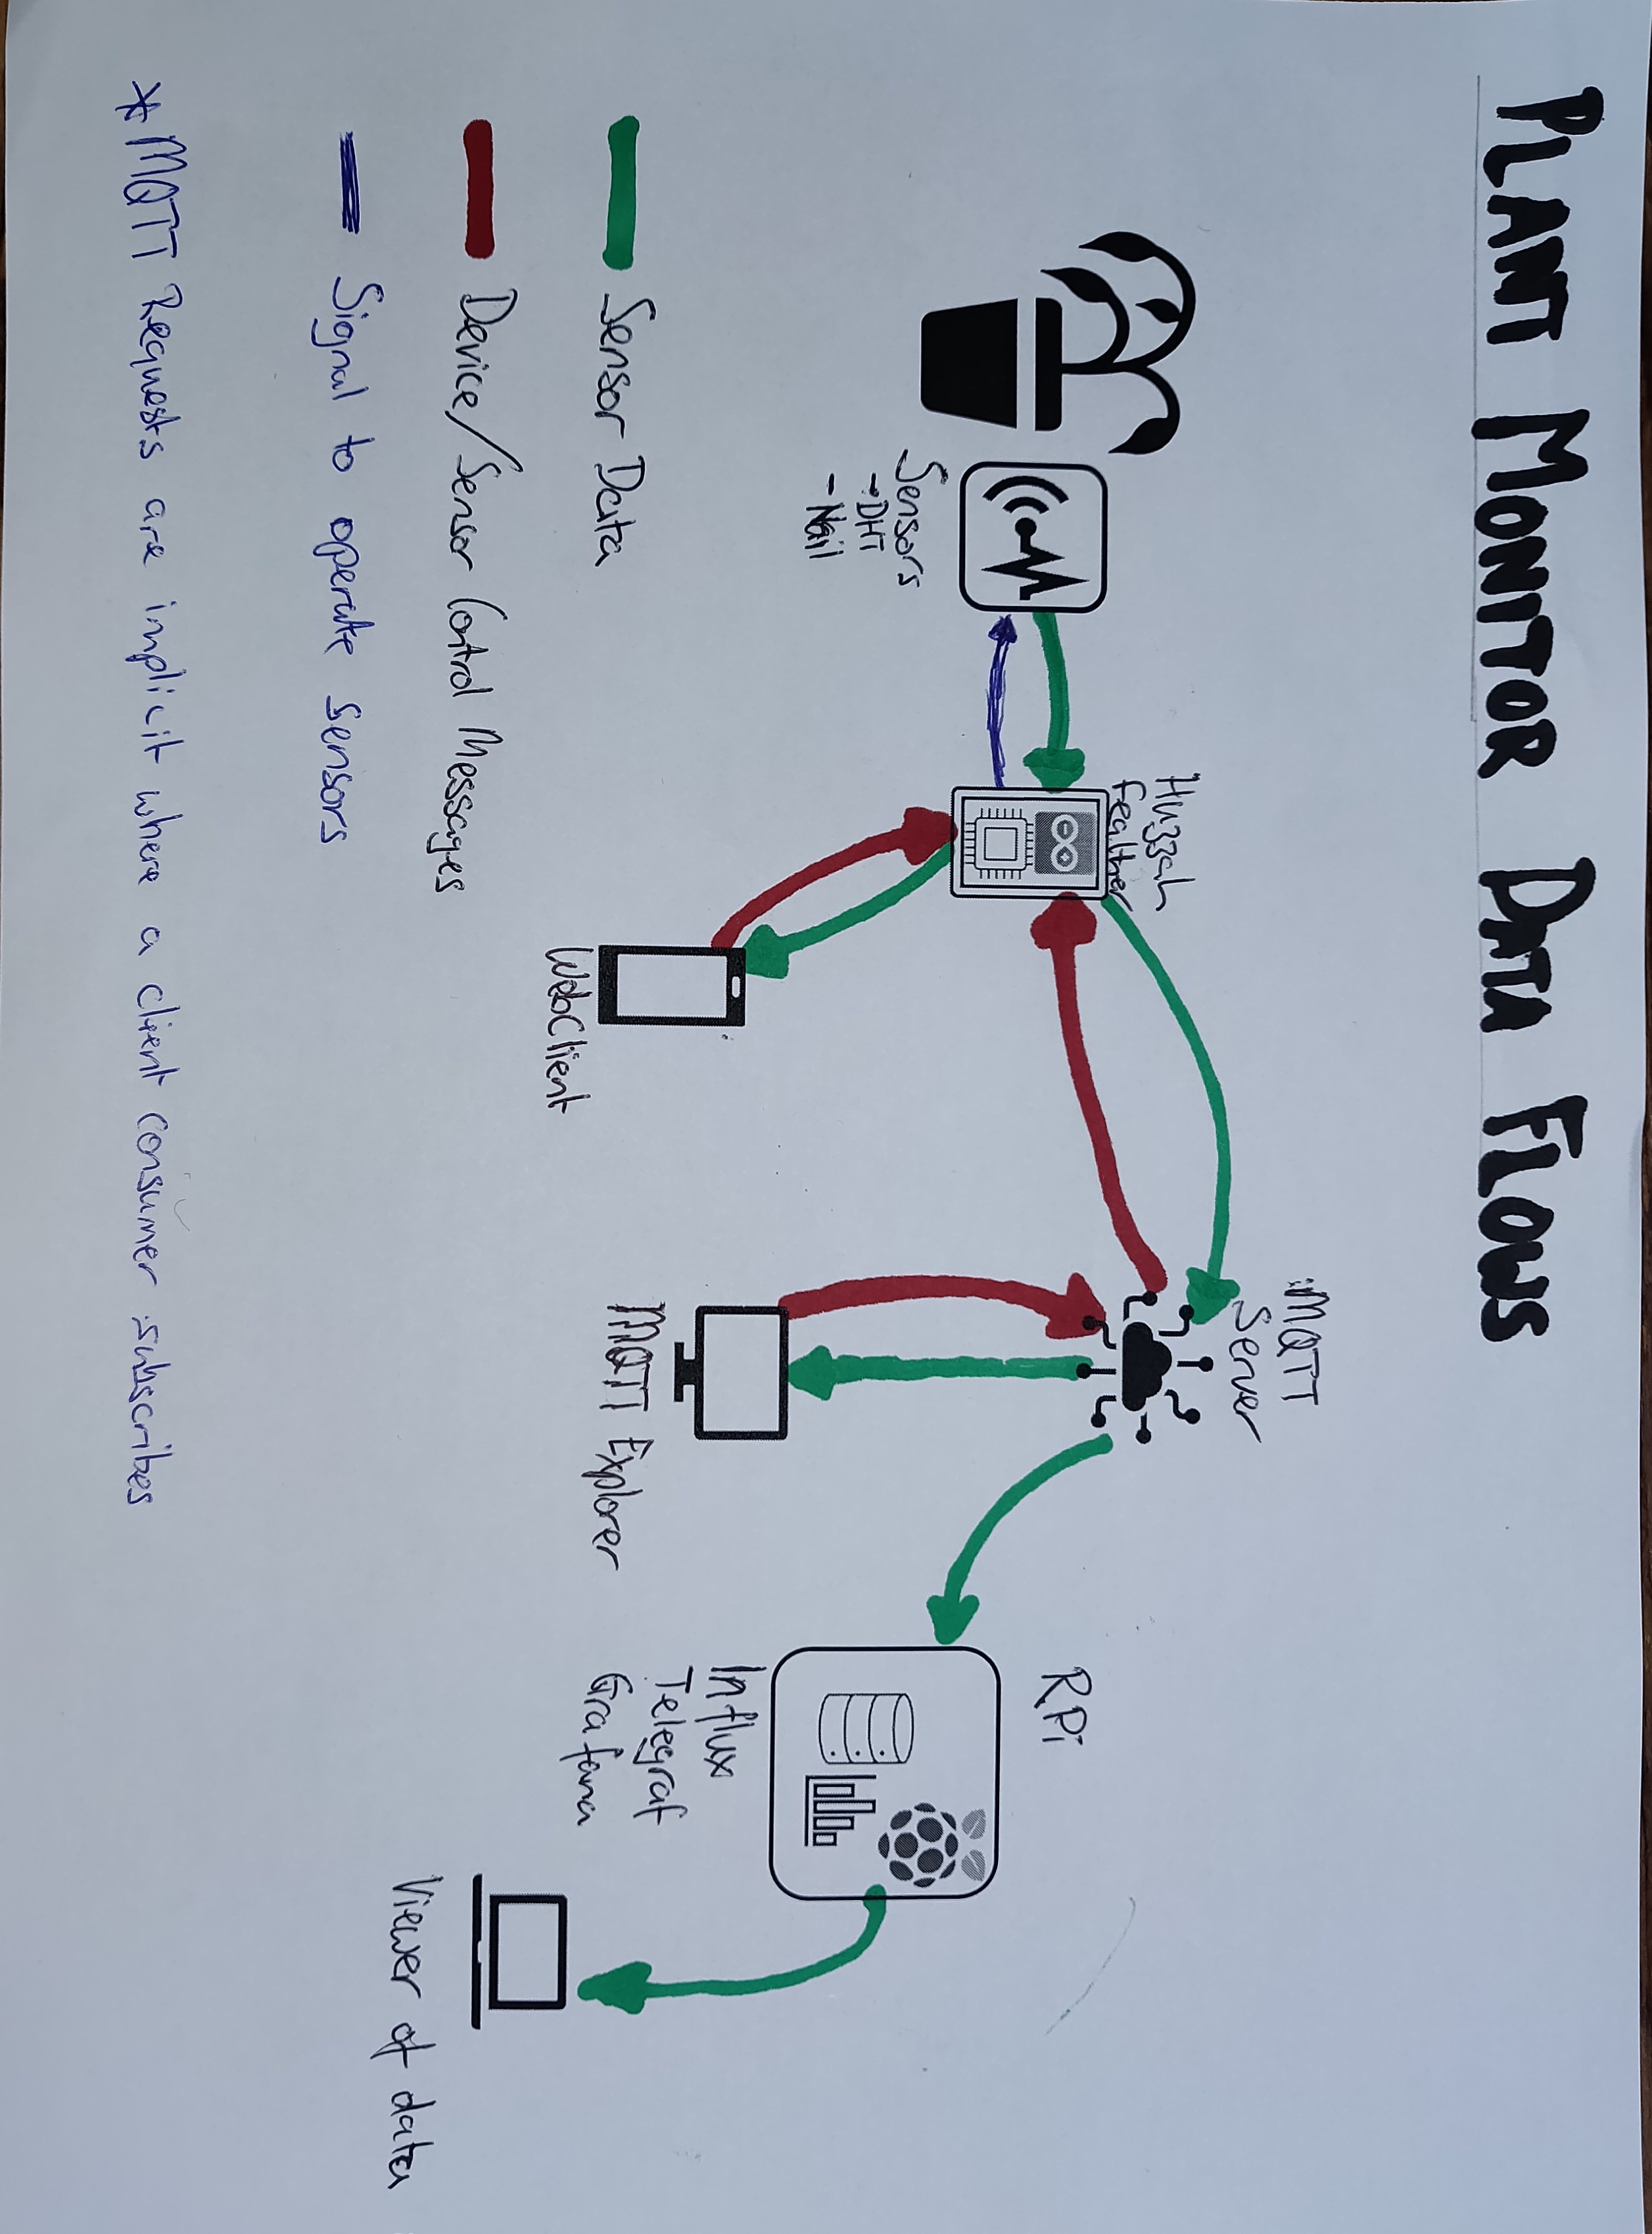 PLANT MONITOR DATA FLOWS
MQTT
Server
Huzzah
Feather
RPi
Sensors
- DHT
- Nail
Influx
Telegraf
Grafana
MQTT Explorer
WebClient
Sensor Data
Device/Sensor Control Messages
Viewer of data
Signal to operate sensors
* MQTT Requests are implicit where a client consumer subscribes